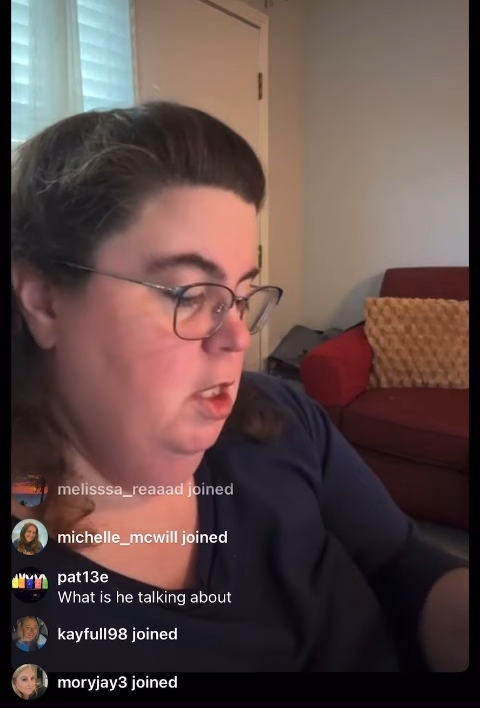 melisssa_reaaad joined
michelle_mcwill joined
pat13e
What is he talking about
kayfull98 joined
moryjay3 joined